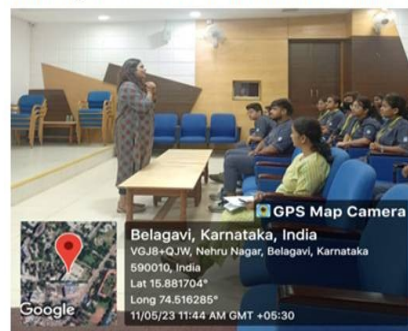 GPS Map Camera
Belagavi, Karnataka, India
VGJ8+QJW, Nehru Nagar, Belagavi, Karnataka
590010, India
Lat 15.881704°
Long 74.516285°
11/05/23 11:44 AM GMT +05:30
Google